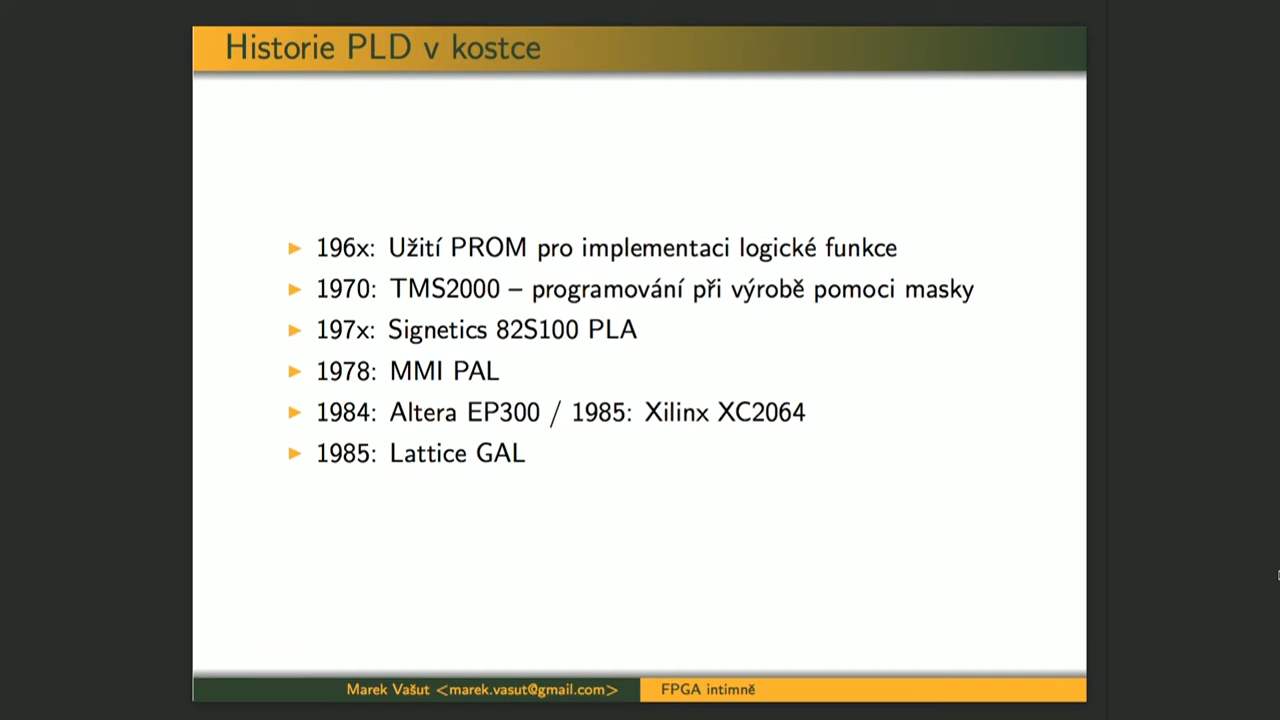 Historie PLD v kostce
196x: Užití PROM pro implementaci logické funkce
1970: TMS2000 – programování při výrobě pomoci masky
197x: Signetics 82S100 PLA
1978: MMI PAL
1984: Altera EP300 / 1985: Xilinx XC2064
1985: Lattice GAL
Marek Vašut <marek.vasut@gmail.com> FPGA intimně